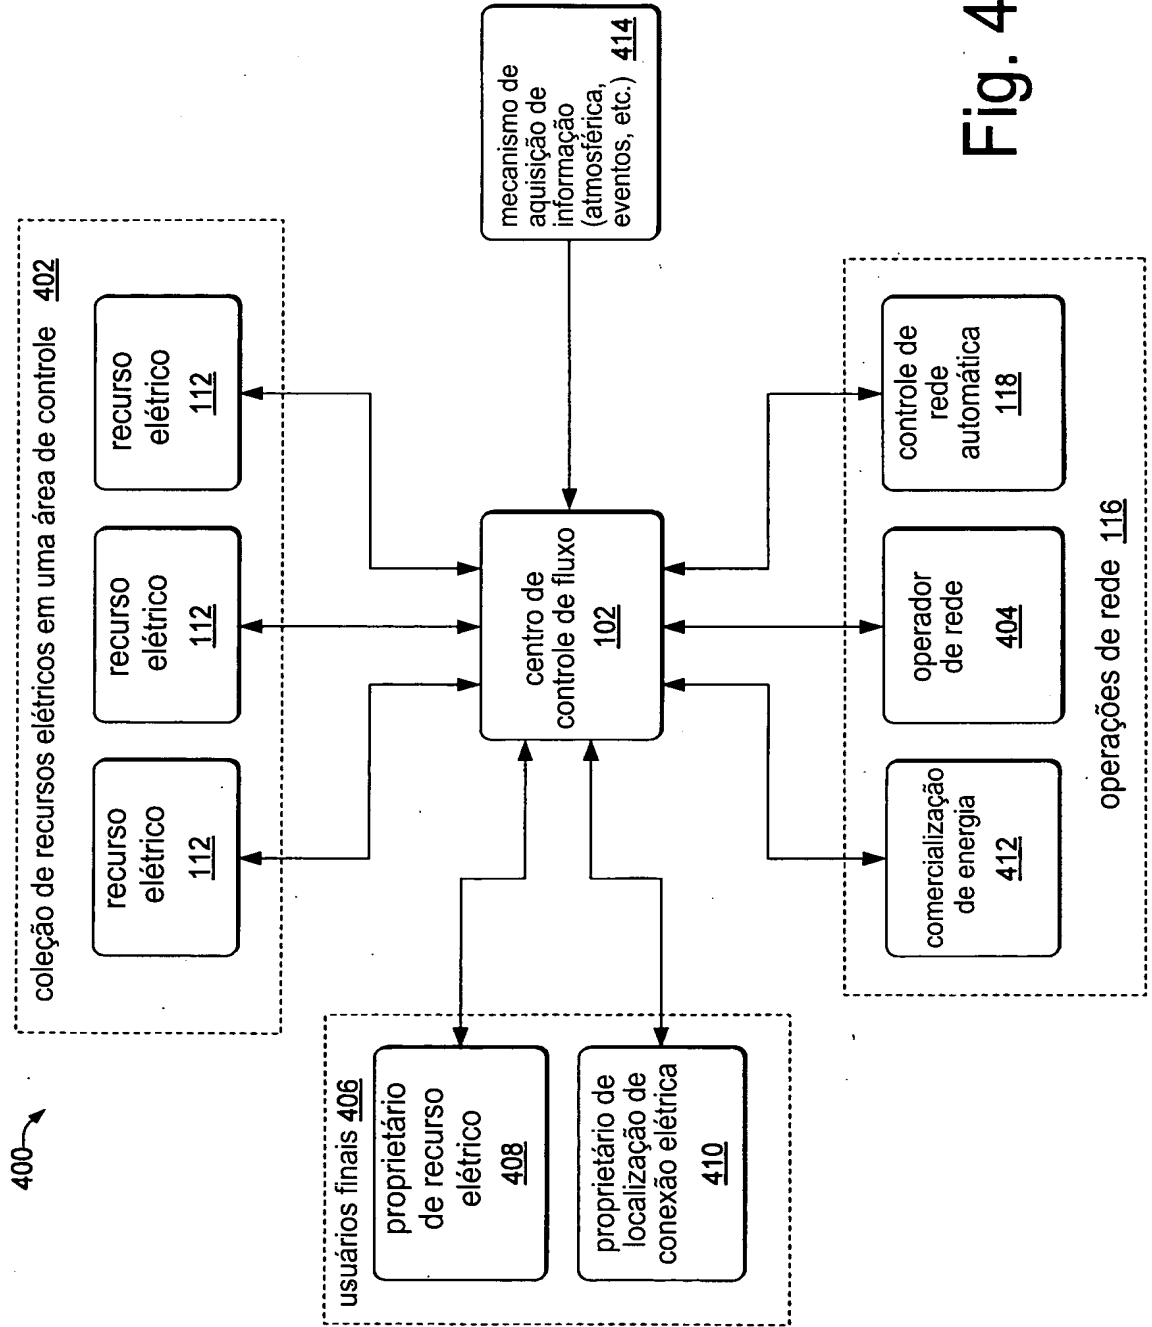 400
coleção de recursos elétricos em uma área de controle 402
recurso
elétrico
112
recurso
elétrico
112
recurso
elétrico
112
usuários finais 406
proprietário
de recurso
elétrico
408
proprietário de
localização de
conexão elétrica
410
centro de
controle de fluxo
102
mecanismo de
aquisição de
informação
(atmosférica,
eventos, etc.) 414
comercialização
de energia
412
operador
de rede
404
controle de
rede
automática
118
operações de rede 116
Fig. 4